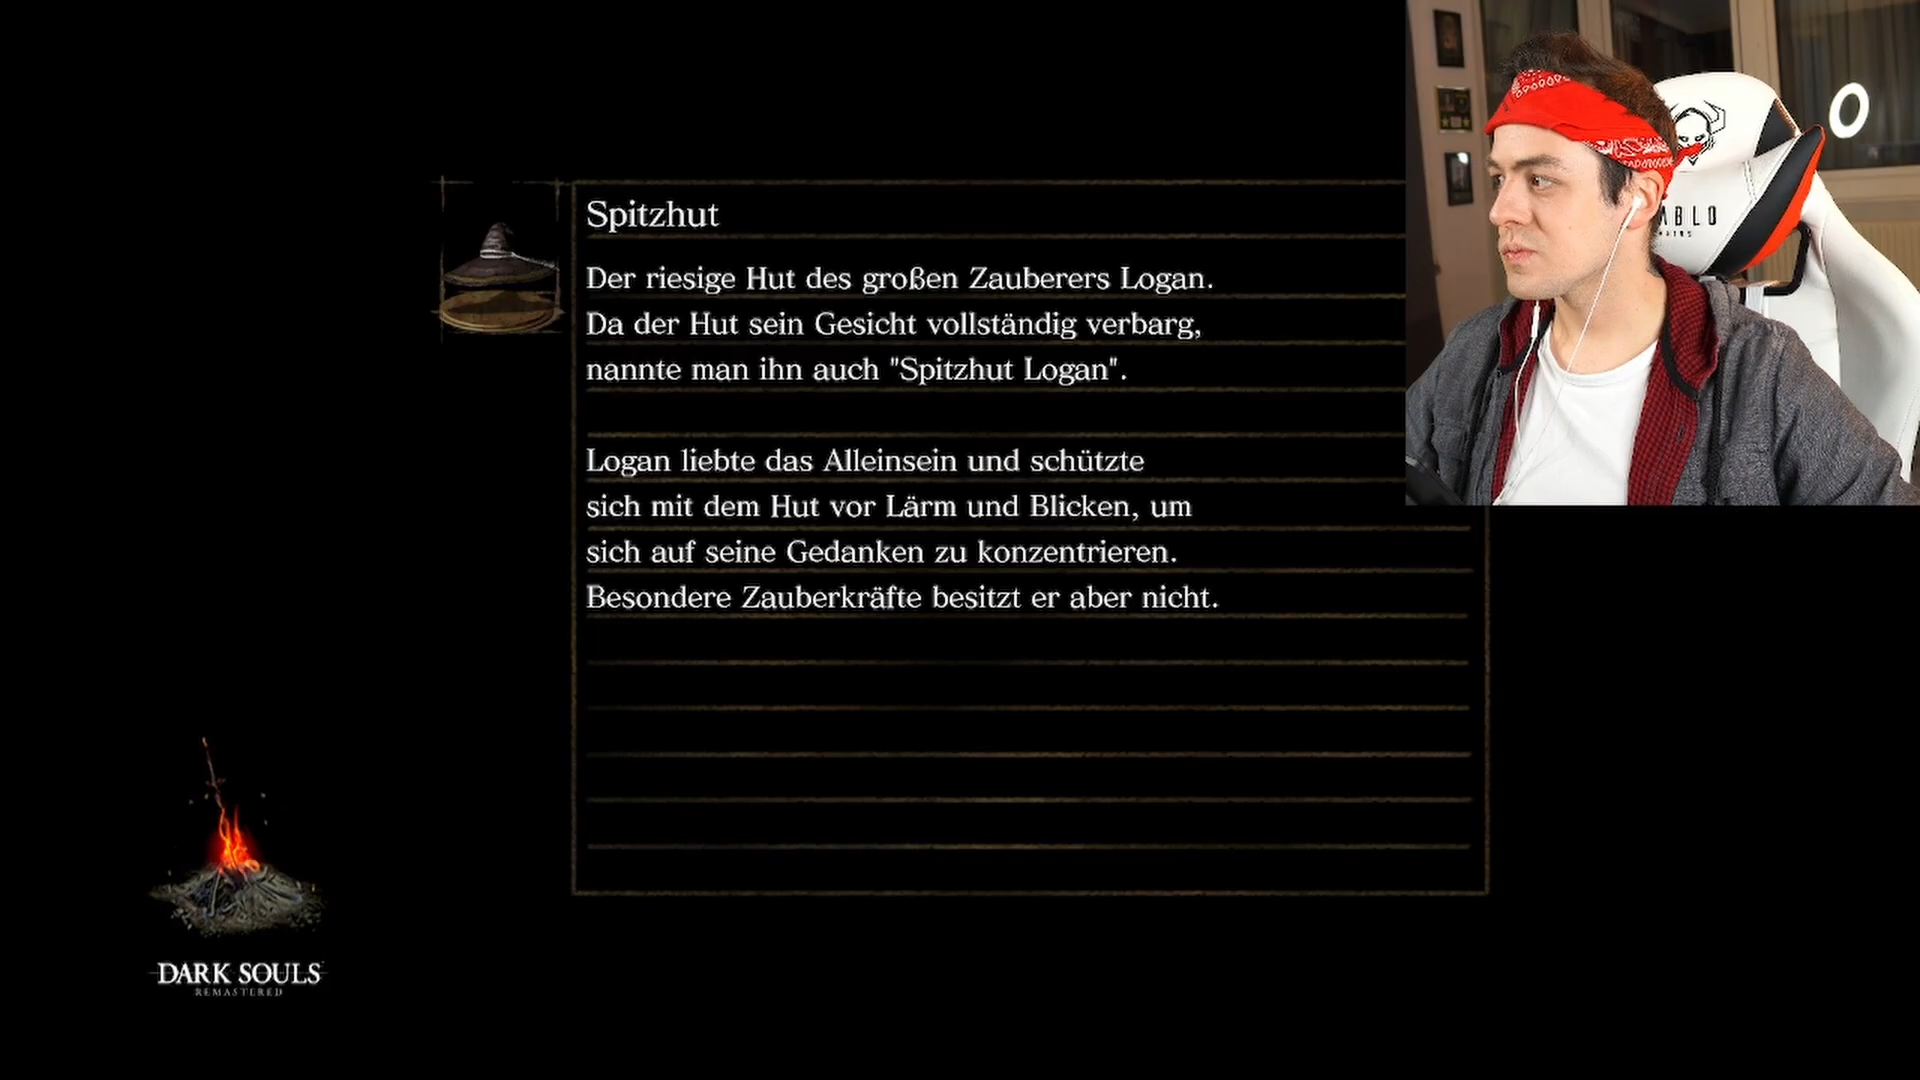 Spitzhut
Der riesige Hut des großen Zauberers Logan.
Da der Hut sein Gesicht vollständig verbarg,
nannte man ihn auch "Spitzhut Logan".
Logan liebte das Alleinsein und schützte
sich mit dem Hut vor Lärm und Blicken, um
sich auf seine Gedanken zu konzentrieren.
Besondere Zauberkräfte besitzt er aber nicht.
DARK SOULS
REMASTERED